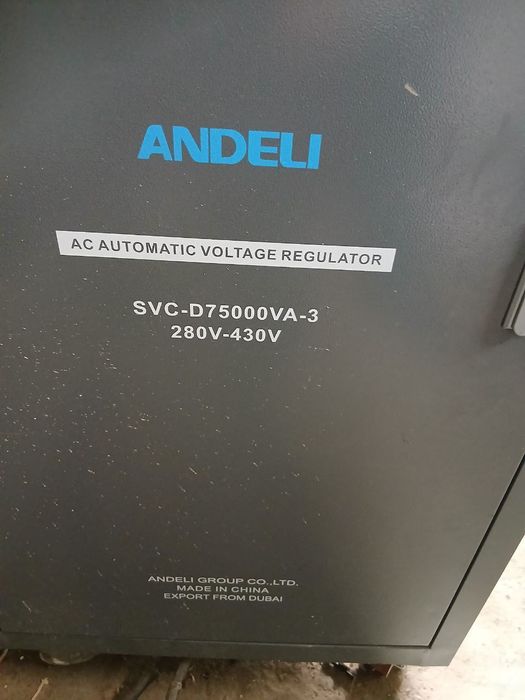 ANDELI
AC AUTOMATIC VOLTAGE REGULATOR
SVC-D75000VA-3
280V-430V
ANDELI GROUP CO.,LTD.
MADE IN CHINA
EXPORT FROM DUBAI